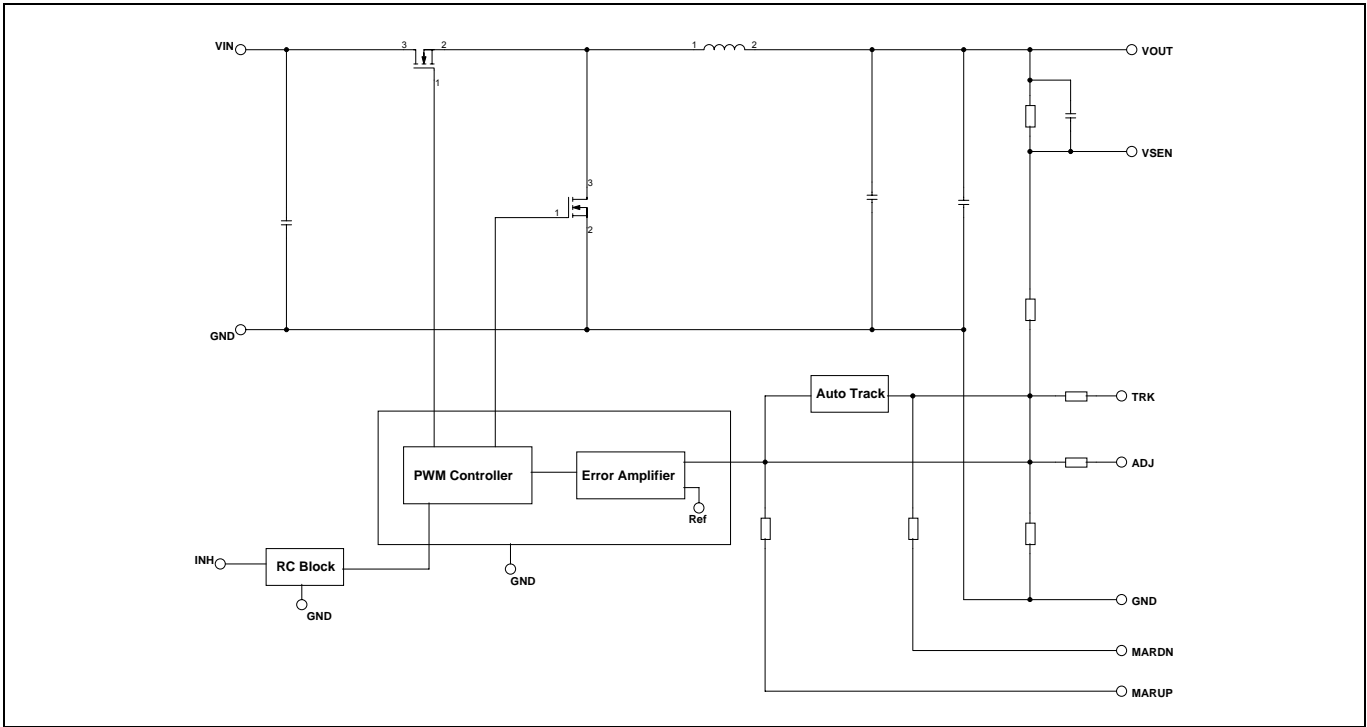 VIN
3
2
1
1
2
VOUT
VSEN
3
1
2
GND
Auto Track
TRK
PWM Controller
Error Amplifier
ADJ
Ref
INH
RC Block
GND
GND
GND
MARDN
MARUP